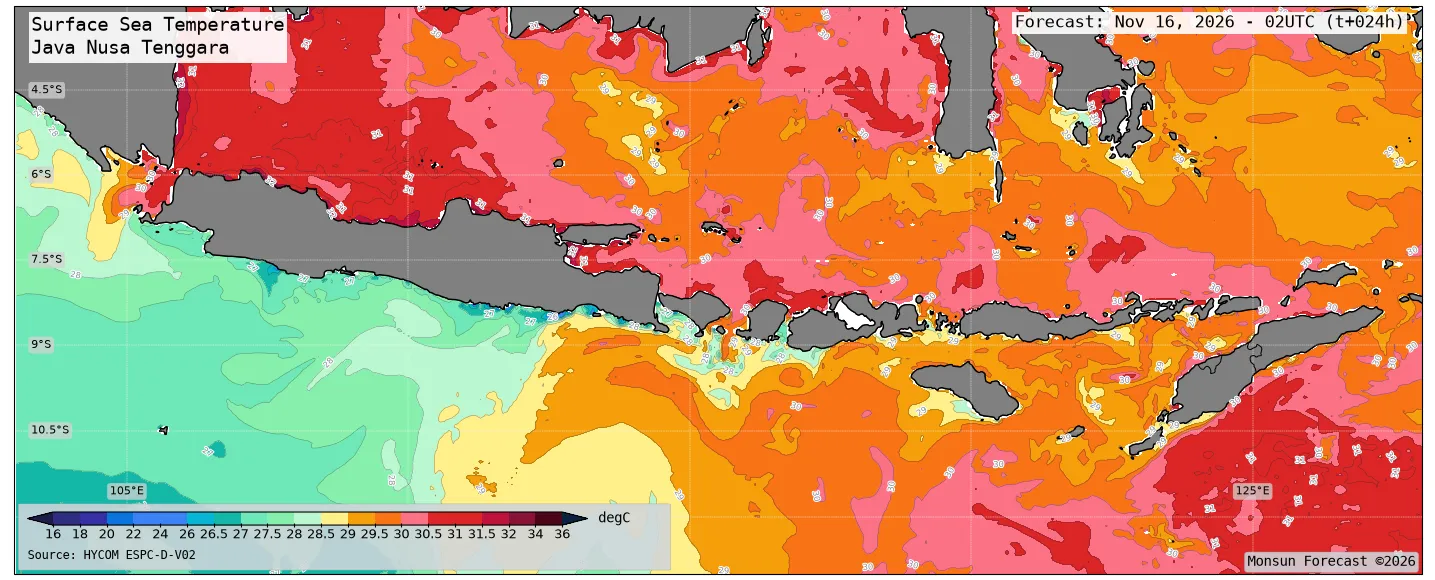 Surface Sea Temperature
Java Nusa Tenggara
Forecast: Nov 16, 2026 - 02UTC (t+024h)
4.5°S
6°S
7.5°S
9°S
10.5°S
105°E
125°E
degC
16 18 20 22 24 26 26.5 27 27.5 28 28.5 29 29.5 30 30.5 31 31.5 32 34 36
Source: HYCOM ESPC-D-V02
Monsun Forecast ©2026